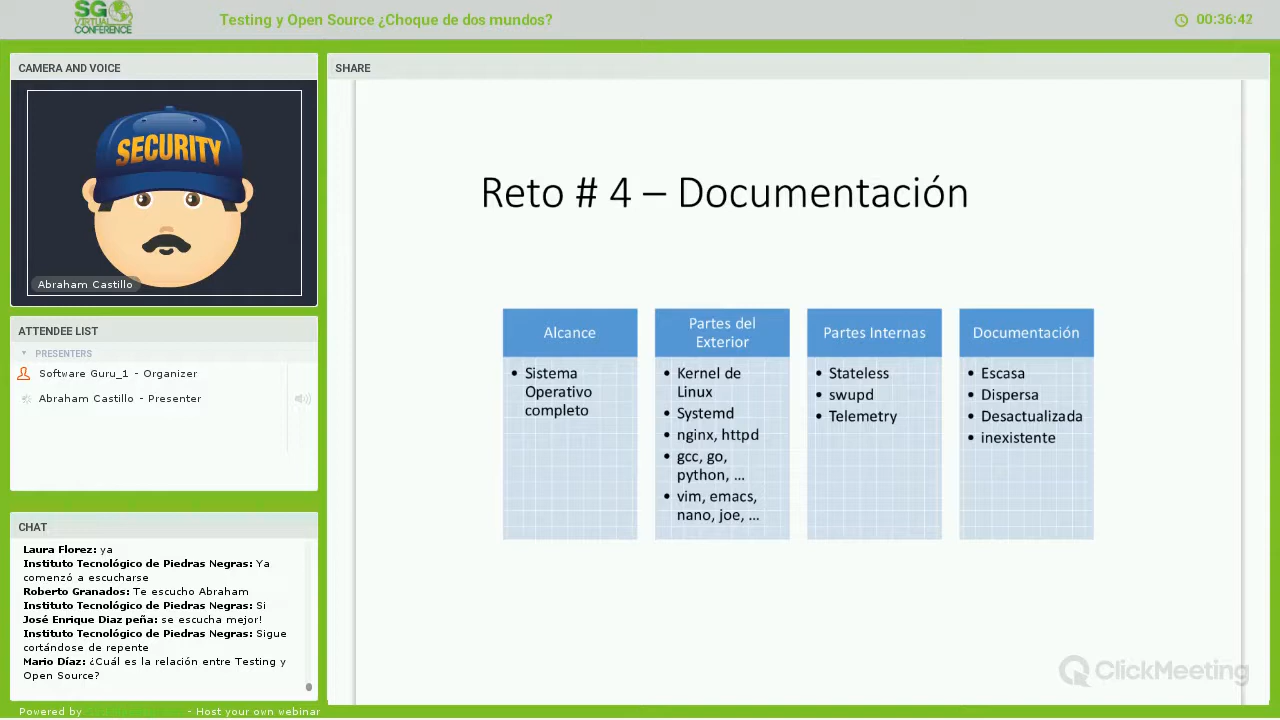 SG
VIRTUAL
CONFERENCE
Testing y Open Source ¿Choque de dos mundos?
00:36:42
CAMERA AND VOICE
SECURITY
Abraham Castillo
ATTENDEE LIST
PRESENTERS
Software Guru_1 - Organizer
Abraham Castillo - Presenter
CHAT
Laura Florez: ya
Instituto Tecnológico de Piedras Negras: Ya
comenzó a escucharse
Roberto Granados: Te escucho Abraham
Instituto Tecnológico de Piedras Negras: Si
José Enrique Diaz peña: se escucha mejor!
Instituto Tecnológico de Piedras Negras: Sigue
cortándose de repente
Mario Díaz: ¿Cuál es la relación entre Testing y
Open Source?
Powered by - Host your own webinar
SHARE
Reto # 4 – Documentación
Alcance
• Sistema
Operativo
completo
Partes del
Exterior
• Kernel de
Linux
• Systemd
• nginx, httpd
• gcc, go,
python, ...
• vim, emacs,
nano, joe, ...
Partes Internas
• Stateless
• swupd
• Telemetry
Documentación
• Escasa
• Dispersa
• Desactualizada
• inexistente
ClickMeeting